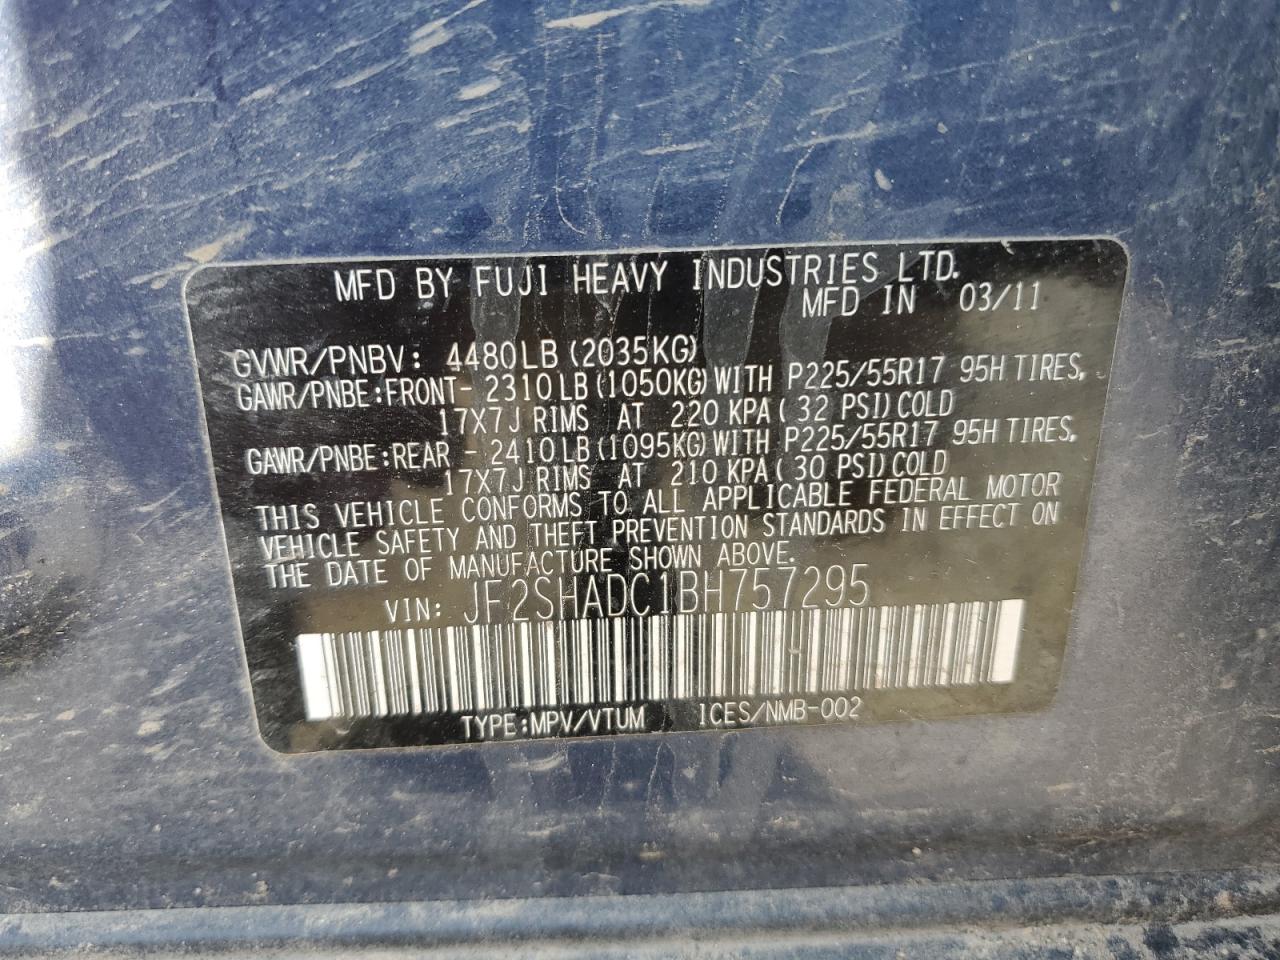 MFD BY FUJI HEAVY INDUSTRIES LTD.
MFD IN 03/11
GVWR/PNBV: 4480LB (2035KG)
GAWR/PNBE:FRONT- 2310LB(1050KG)WITH P225/55R17 95H TIRES,
17X7J RIMS AT 220 KPA( 32 PSI)COLD
GAWR/PNBE:REAR - 2410LB(1095KG)WITH P225/55R17 95H TIRES,
17X7J RIMS AT 210 KPA( 30 PSI)COLD
THIS VEHICLE CONFORMS TO ALL APPLICABLE FEDERAL MOTOR
VEHICLE SAFETY AND THEFT PREVENTION STANDARDS IN EFFECT ON
THE DATE OF MANUFACTURE SHOWN ABOVE.
VIN: JF2SHADC1BH757295
TYPE:MPV/VTUM ICES/NMB-002